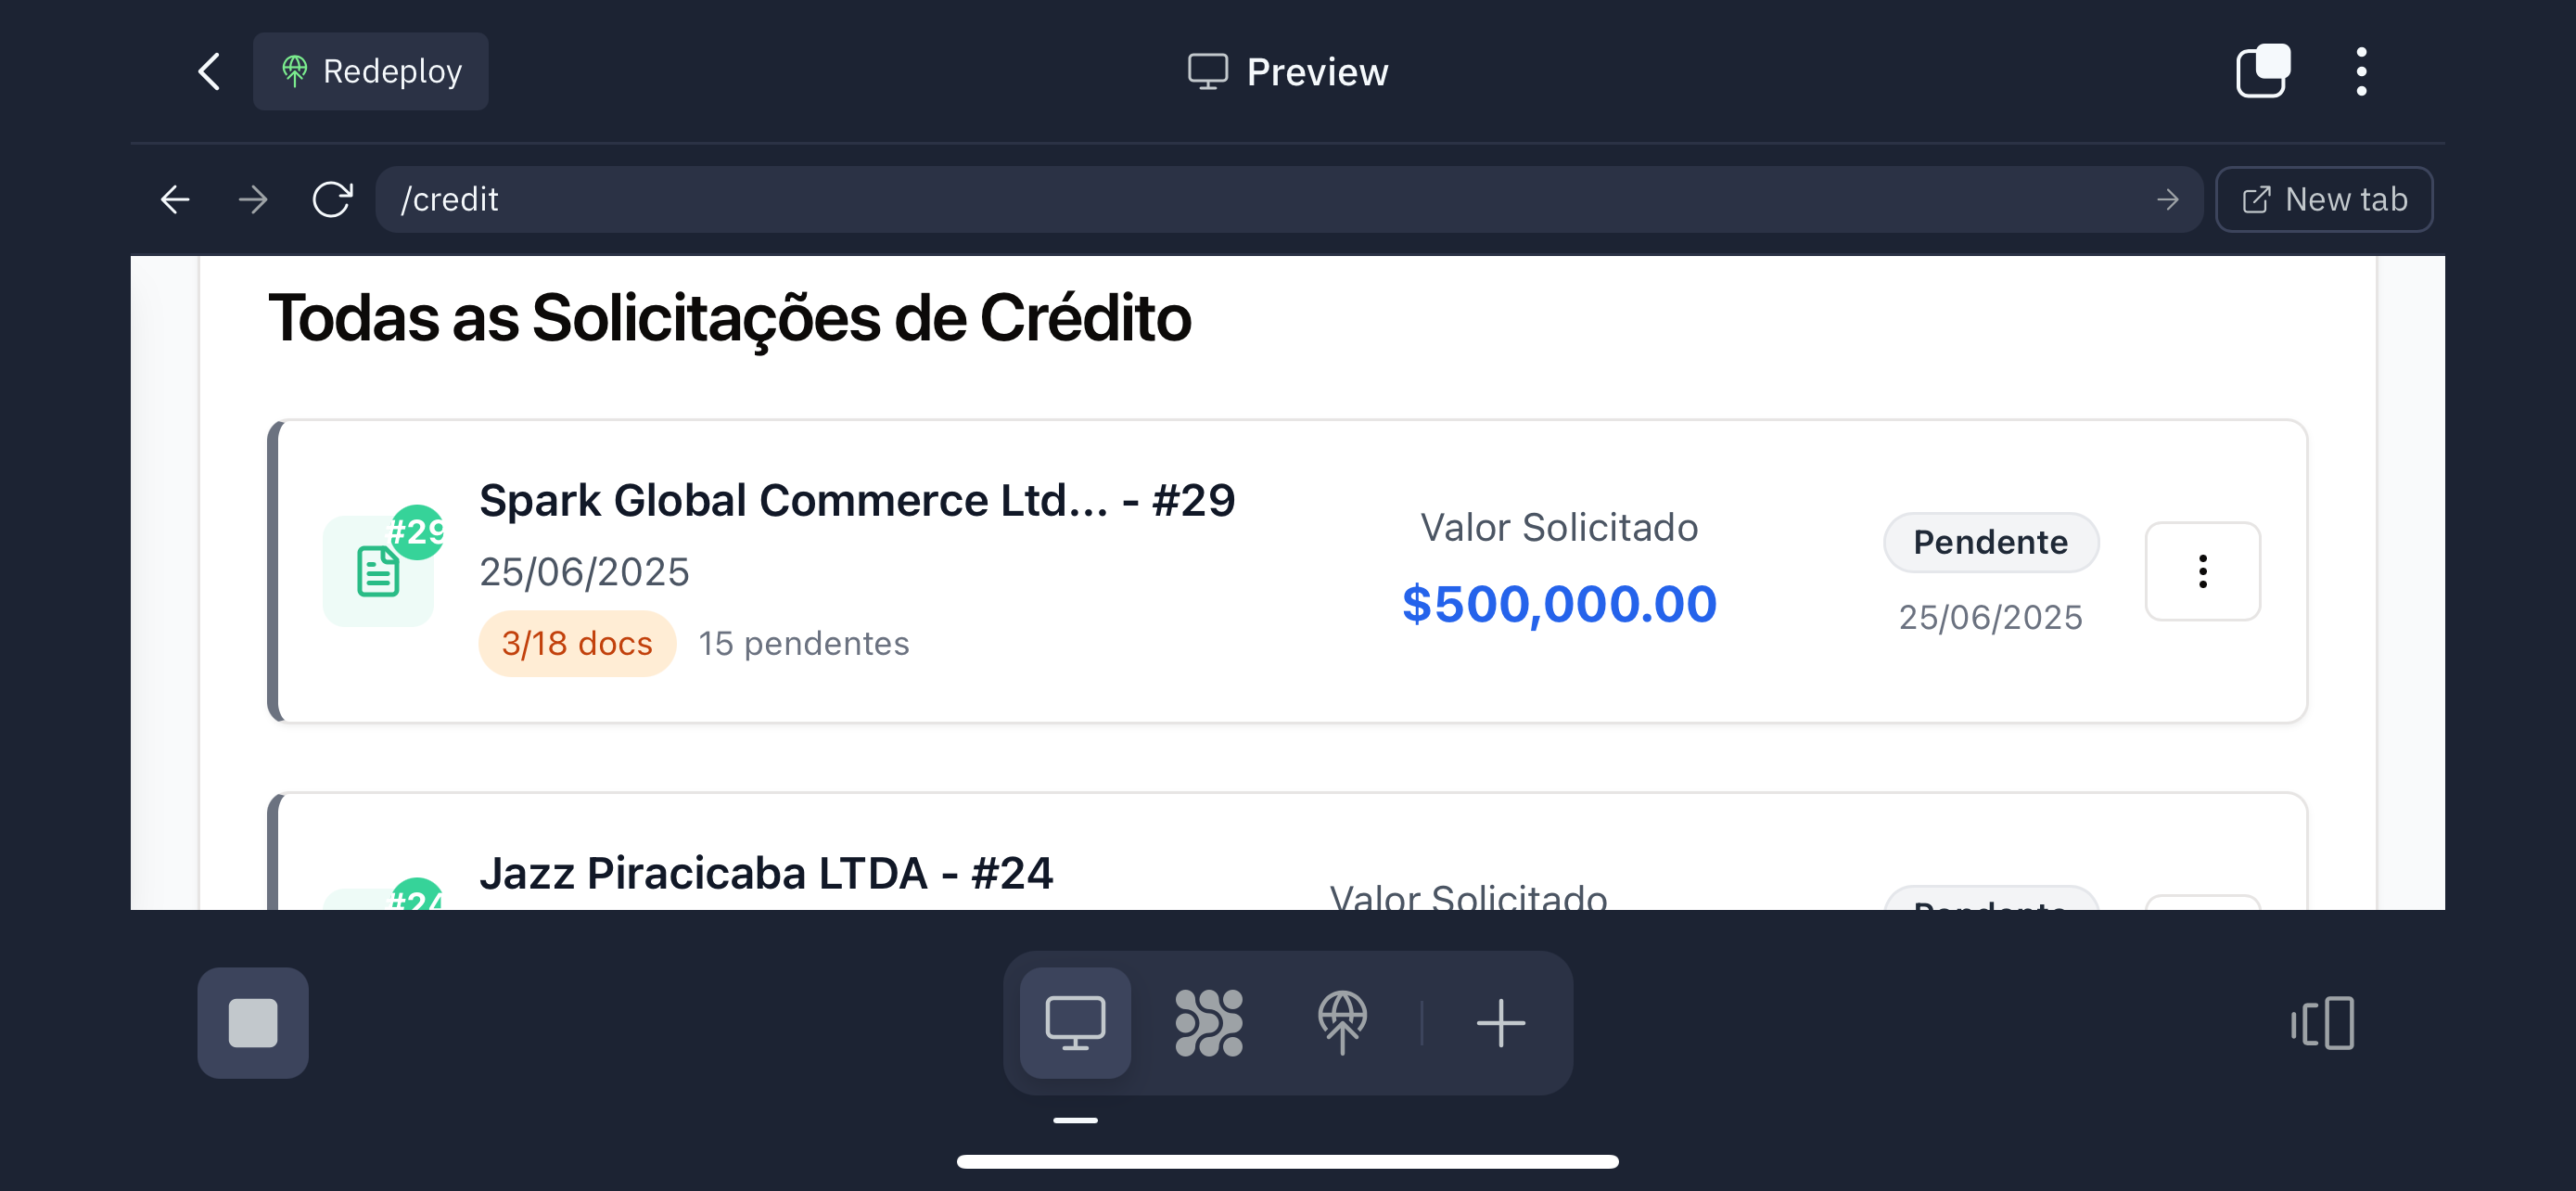 Redeploy
Preview
/credit
New tab
Todas as Solicitações de Crédito
#29
Spark Global Commerce Ltd... - #29
25/06/2025
3/18 docs
15 pendentes
Valor Solicitado
$500,000.00
Pendente
25/06/2025
#24
Jazz Piracicaba LTDA - #24
Valor Solicitado
Pendente